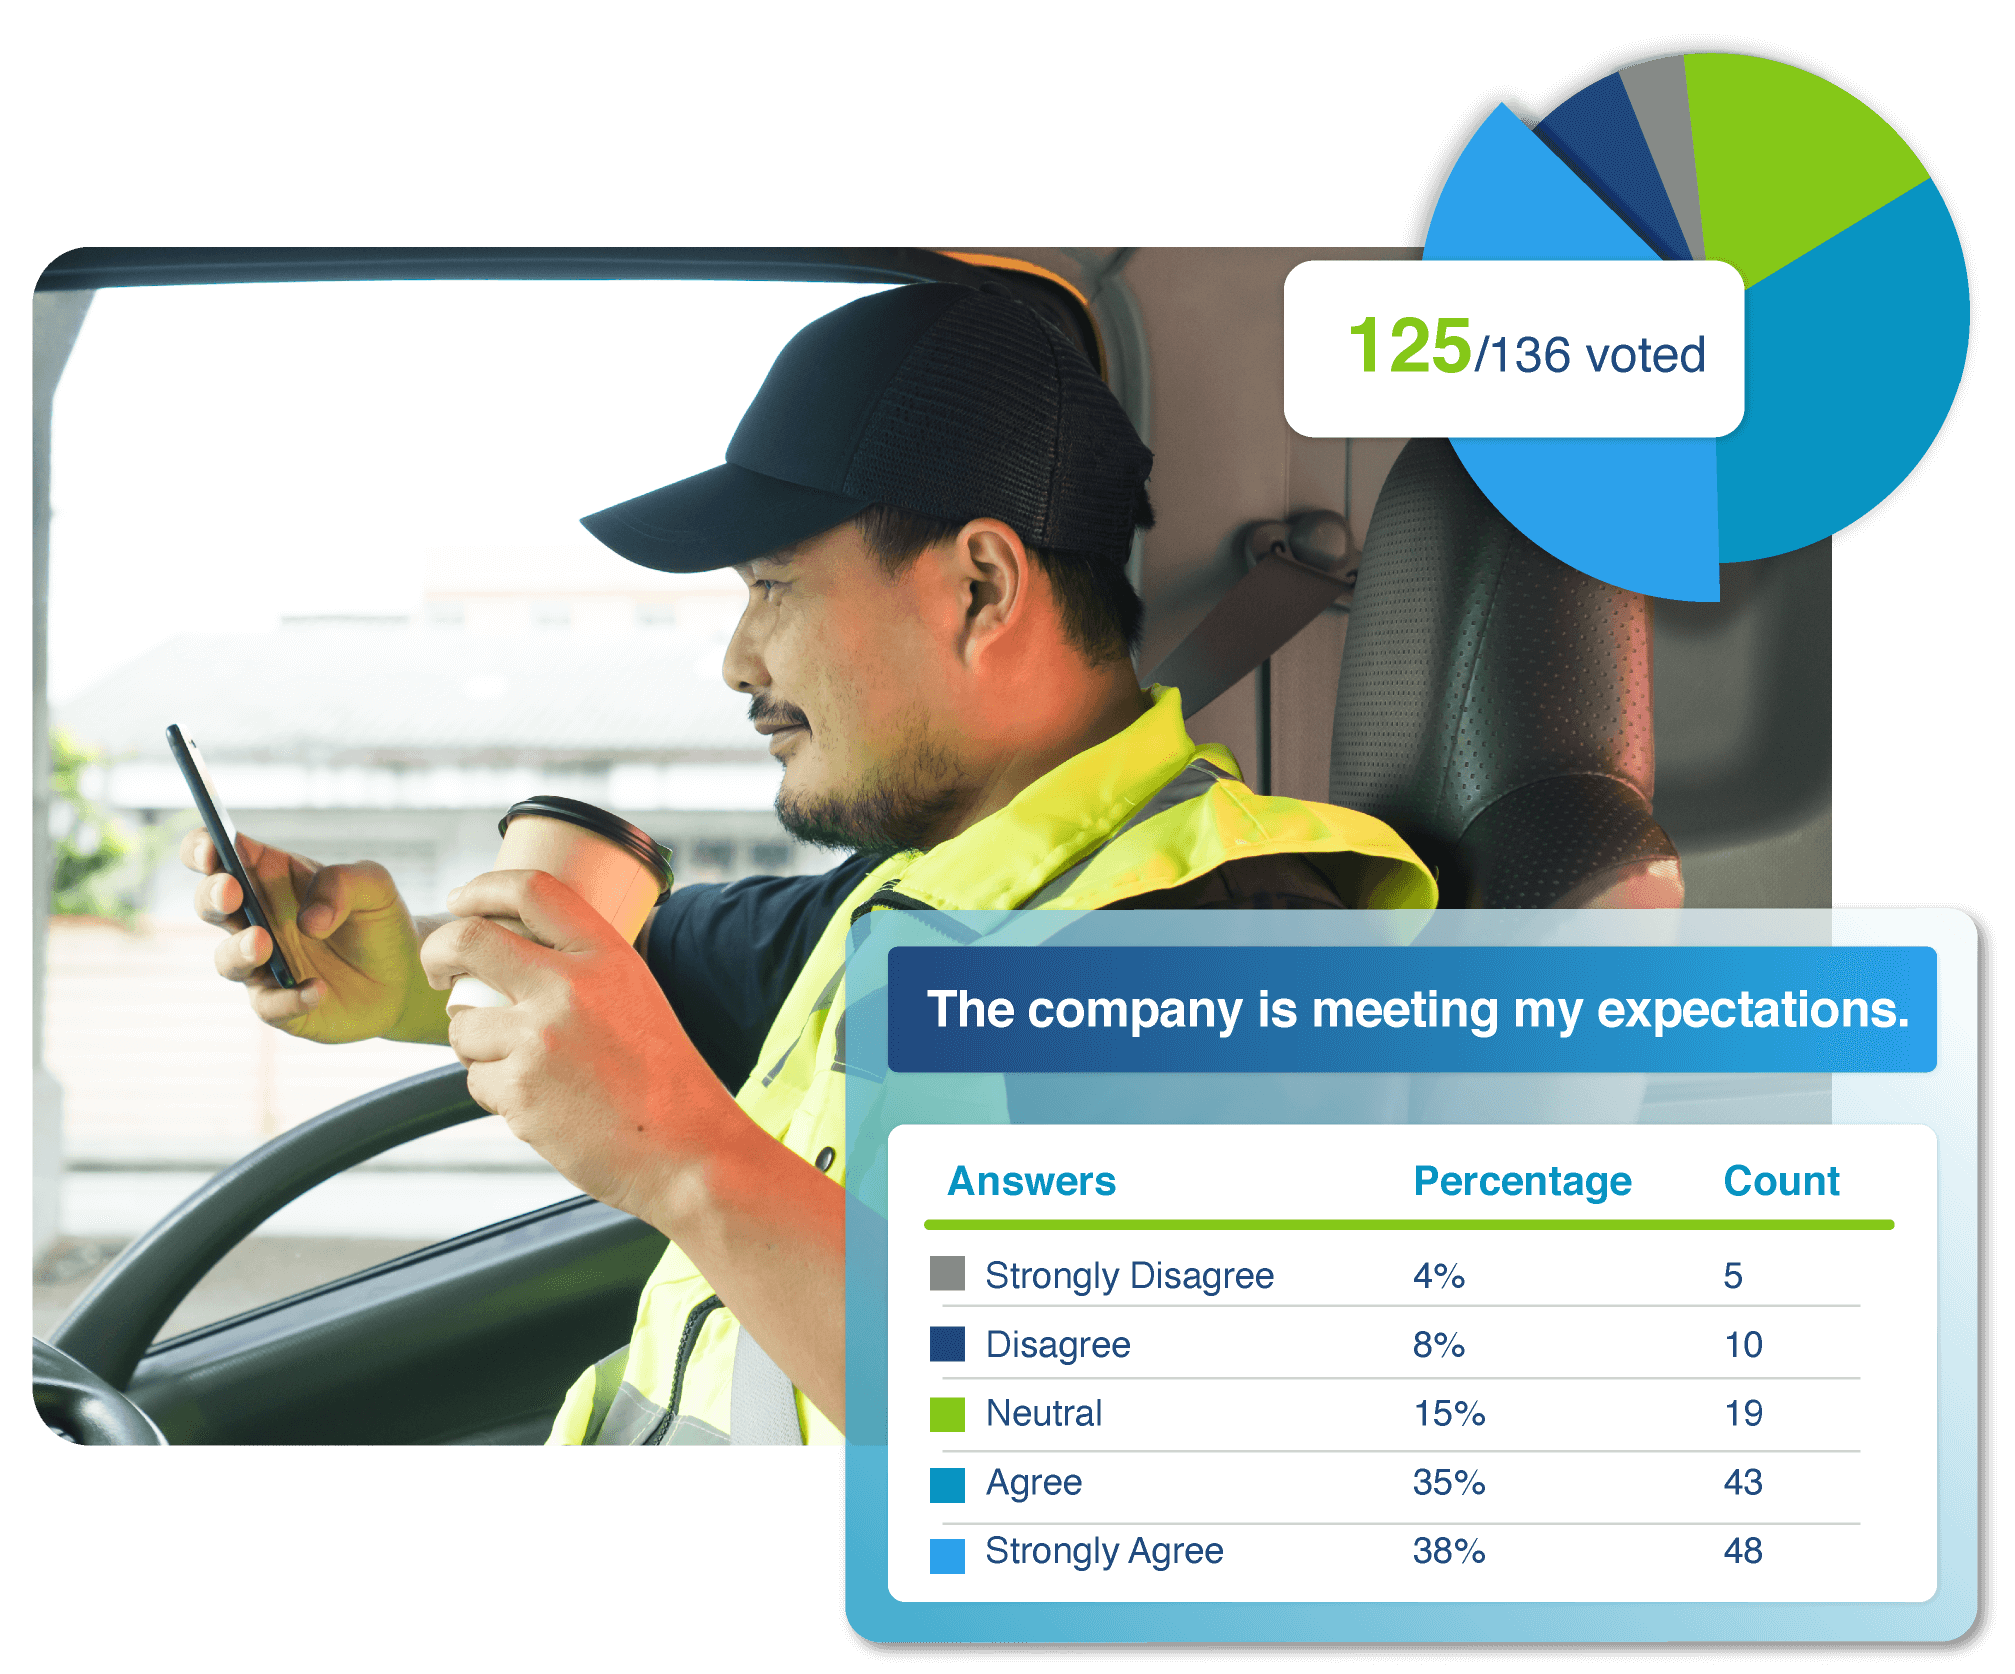 125/136 voted
The company is meeting my expectations.
Answers Percentage Count
Strongly Disagree 4% 5
Disagree 8% 10
Neutral 15% 19
Agree 35% 43
Strongly Agree 38% 48